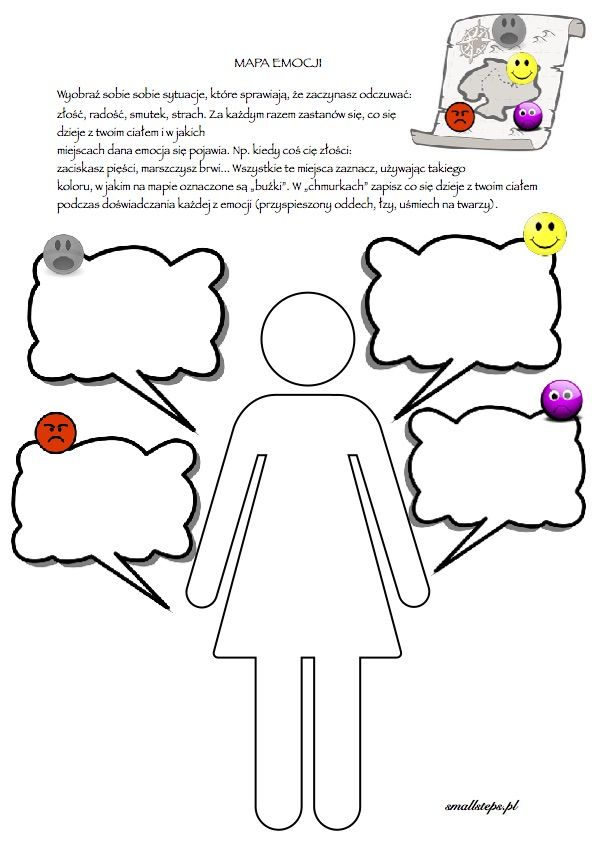 MAPA EMOCJI
Wyobraź sobie sobie sytuacje, które sprawiają, że zaczynasz odczuwać:
złość, radość, smutek, strach. Za każdym razem zastanów się, co się
dzieje z twoim ciałem i w jakich
miejscach dana emocja się pojawia. Np. kiedy coś cię złości:
zaciskasz pięści, marszczysz brwi... Wszystkie te miejsca zaznacz, używając takiego
koloru, w jakim na mapie oznaczone są „buźki”. W „chmurkach” zapisz co się dzieje z twoim ciałem
podczas doświadczania każdej z emocji (przyspieszony oddech, łzy, uśmiech na twarzy).
smallsteps.pl